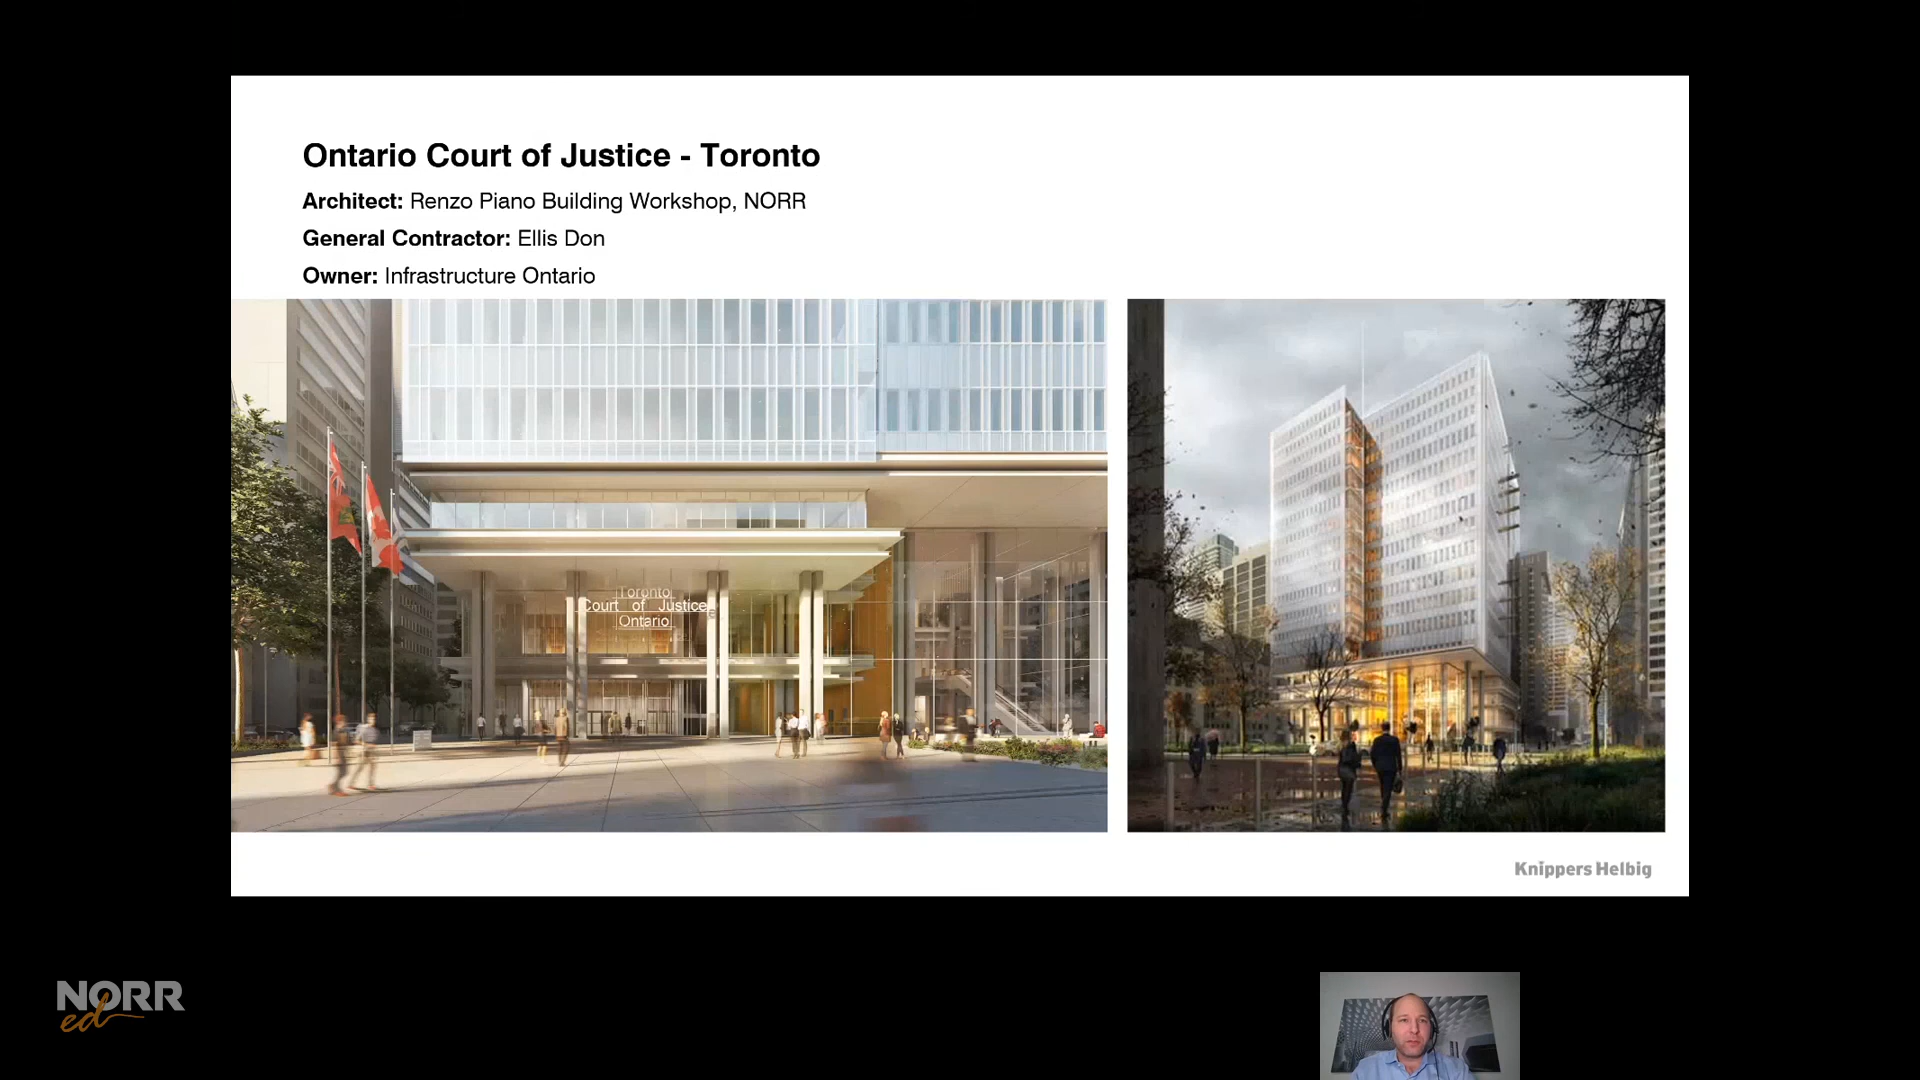 Ontario Court of Justice - Toronto
Architect: Renzo Piano Building Workshop, NORR
General Contractor: Ellis Don
Owner: Infrastructure Ontario
Toronto
Court of Justice
Ontario
Knippers Helbig
NORR
ed